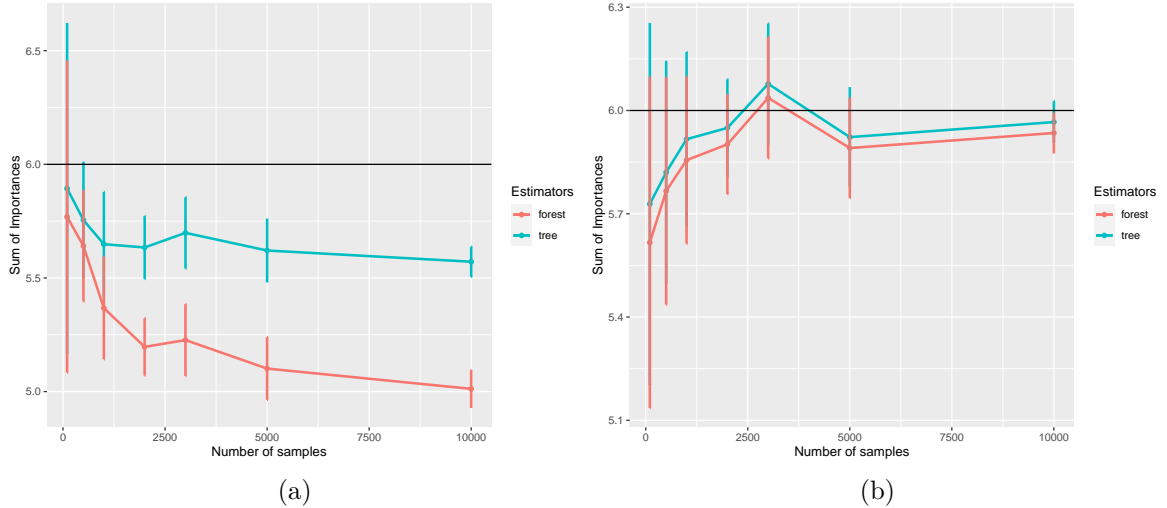 6.5
6.0
5.5
5.0
Sum of Importances
0
2500
5000
7500
10000
Number of samples
Estimators
forest
tree
(a)
6.3
6.0
5.7
5.4
5.1
Sum of Importances
0
2500
5000
7500
10000
Number of samples
Estimators
forest
tree
(b)